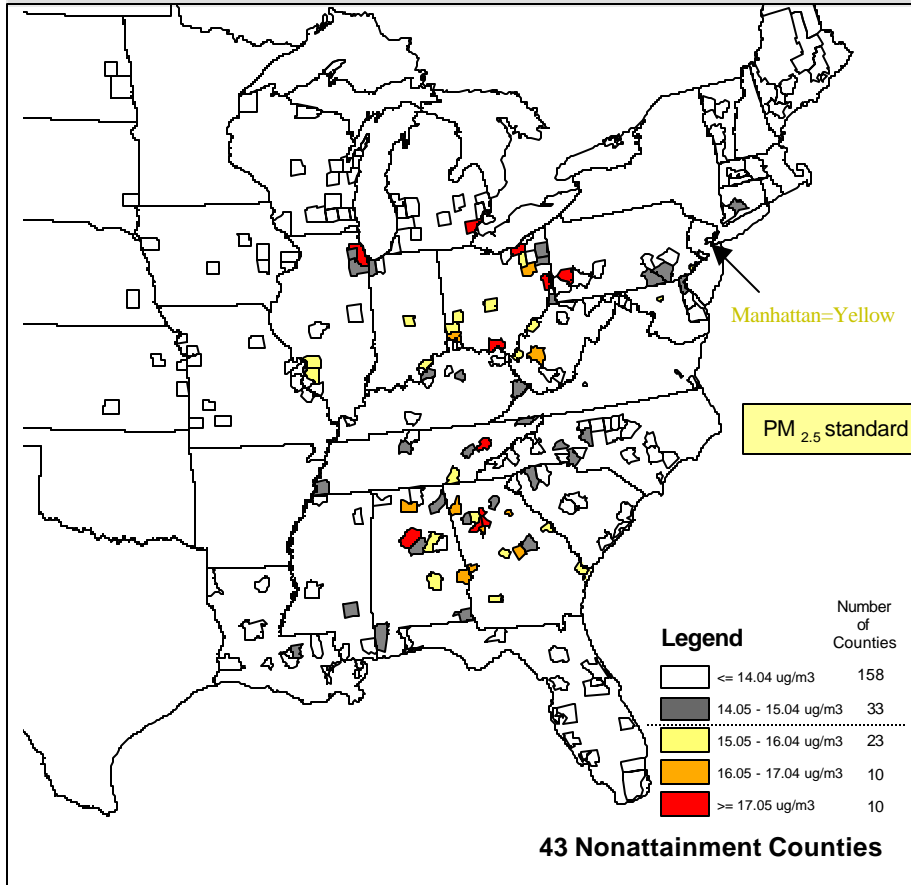 Manhattan=Yellow
PM 2.5 standard
Legend
Number
of
Counties
<= 14.04 ug/m3 158
14.05 - 15.04 ug/m3 33
15.05 - 16.04 ug/m3 23
16.05 - 17.04 ug/m3 10
>= 17.05 ug/m3 10
43 Nonattainment Counties